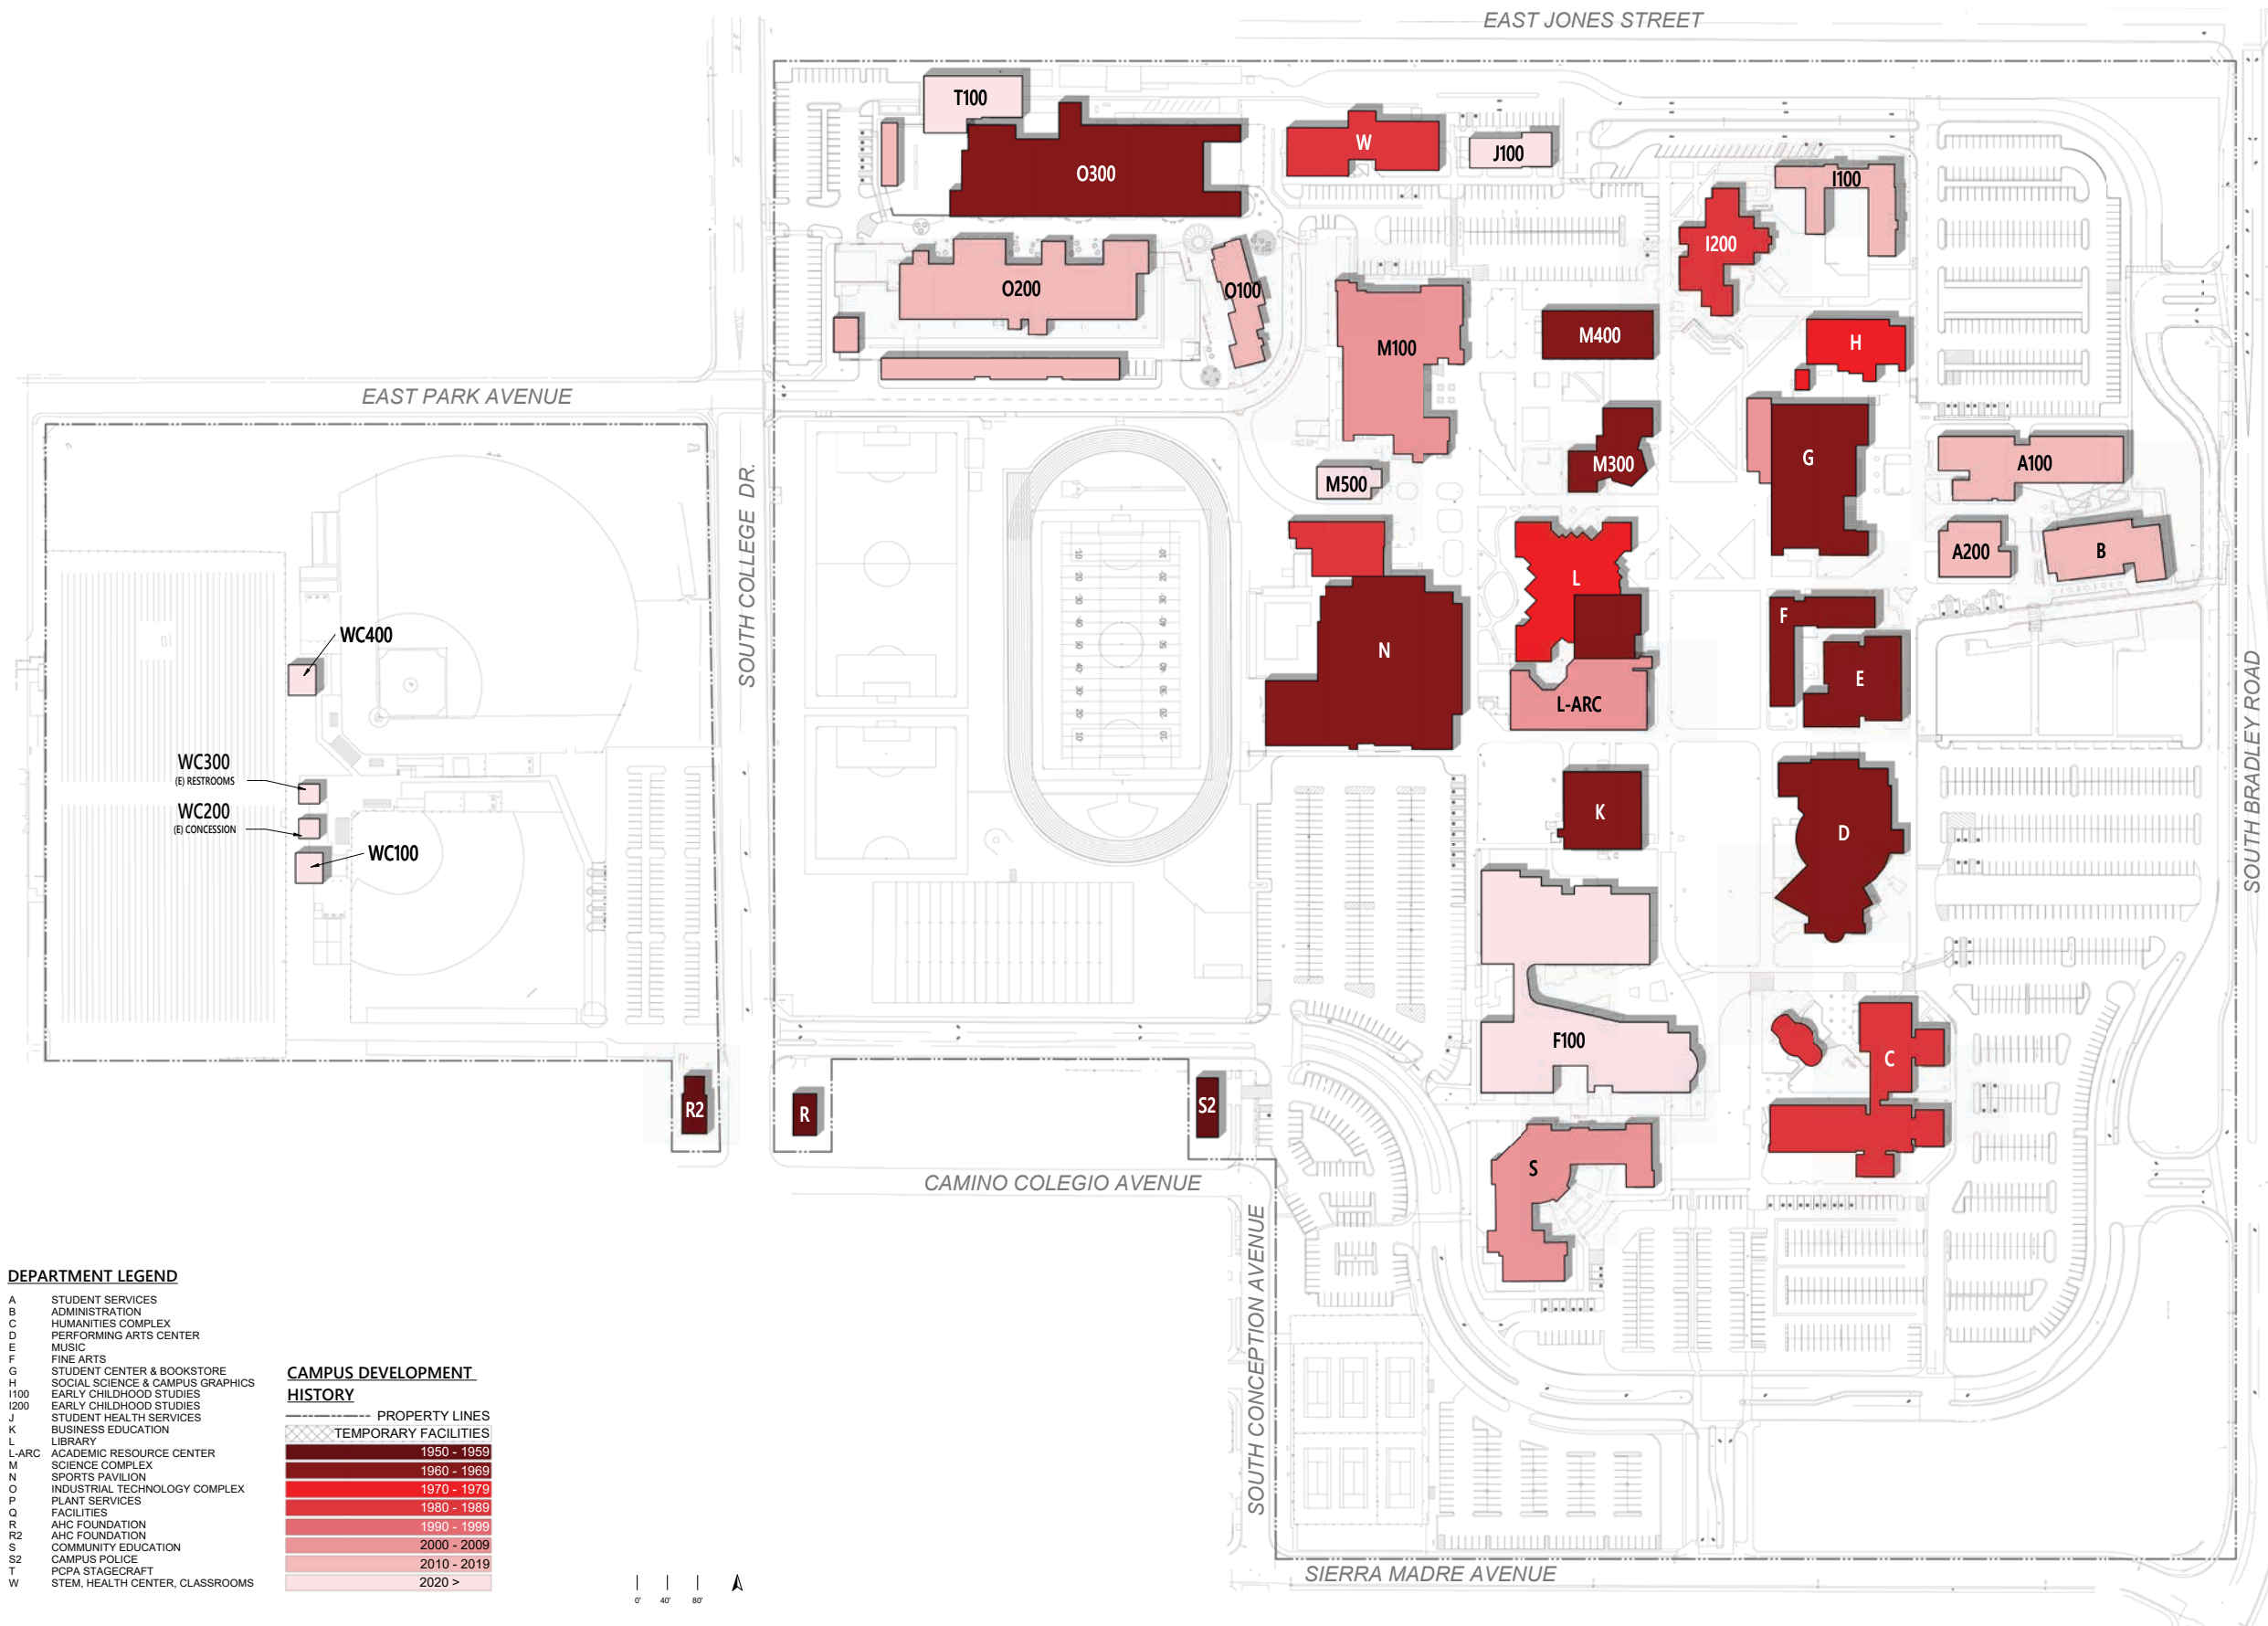 EAST JONES STREET
T100
O300
W
J100
I100
I200
O200
O100
M100
M400
H
EAST PARK AVENUE
SOUTH COLLEGE DR.
M300
G
A100
M500
A200
B
L
F
N
E
L-ARC
WC400
WC300
(E) RESTROOMS
WC200
(E) CONCESSION
WC100
K
D
SOUTH BRADLEY ROAD
F100
C
R2
R
S2
S
CAMINO COLEGIO AVENUE
SOUTH CONCEPTION AVENUE
SIERRA MADRE AVENUE
DEPARTMENT LEGEND
A STUDENT SERVICES
B ADMINISTRATION
C HUMANITIES COMPLEX
D PERFORMING ARTS CENTER
E MUSIC
F FINE ARTS
G STUDENT CENTER & BOOKSTORE
H SOCIAL SCIENCE & CAMPUS GRAPHICS
I100 EARLY CHILDHOOD STUDIES
I200 EARLY CHILDHOOD STUDIES
J STUDENT HEALTH SERVICES
K BUSINESS EDUCATION
L LIBRARY
L-ARC ACADEMIC RESOURCE CENTER
M SCIENCE COMPLEX
N SPORTS PAVILION
O INDUSTRIAL TECHNOLOGY COMPLEX
P PLANT SERVICES
Q FACILITIES
R AHC FOUNDATION
R2 AHC FOUNDATION
S COMMUNITY EDUCATION
S2 CAMPUS POLICE
T PCPA STAGECRAFT
W STEM, HEALTH CENTER, CLASSROOMS
CAMPUS DEVELOPMENT
HISTORY
PROPERTY LINES
TEMPORARY FACILITIES
1950 - 1959
1960 - 1969
1970 - 1979
1980 - 1989
1990 - 1999
2000 - 2009
2010 - 2019
2020 >
0' 40' 80'